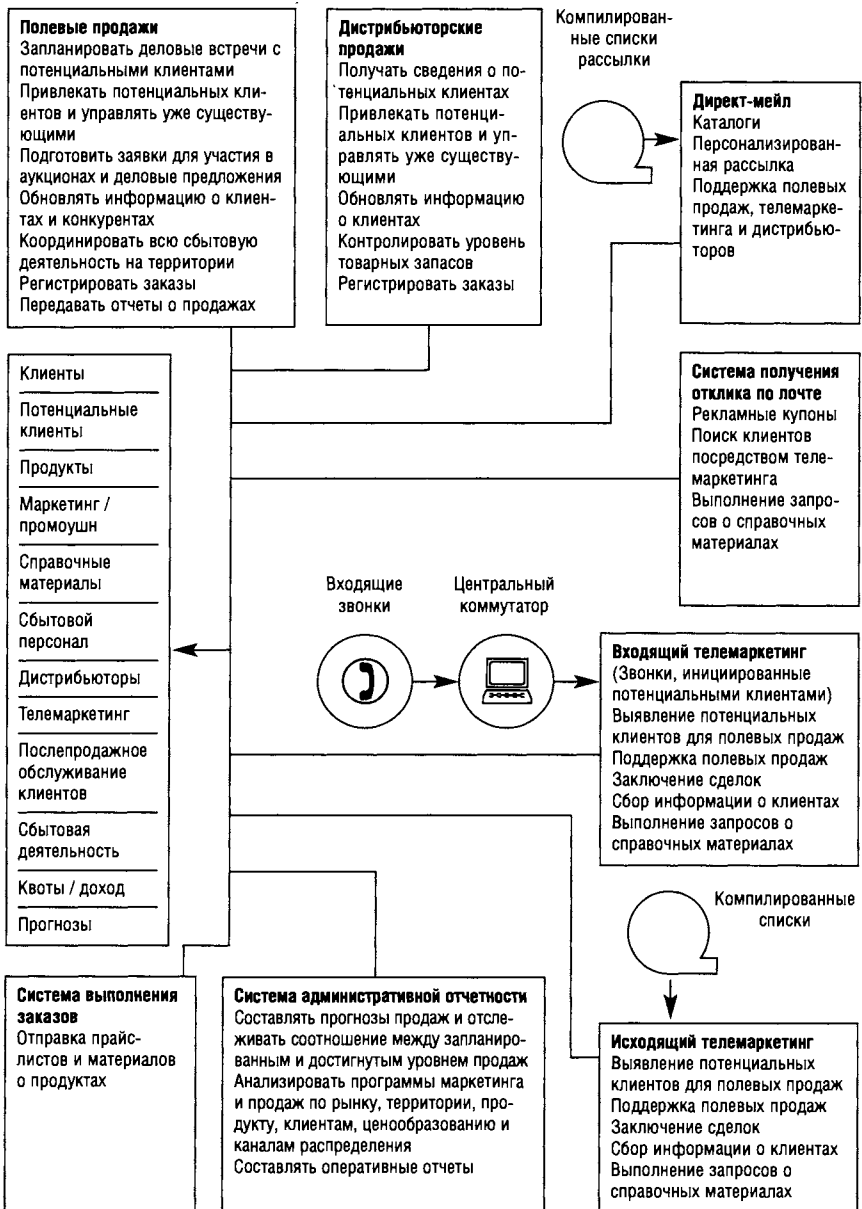 Полевые продажи
Запланировать деловые встречи с
потенциальными клиентами
Привлекать потенциальных кли-
ентов и управлять уже существу-
ющими
Подготовить заявки для участия в
аукционах и деловые предложения
Обновлять информацию о клиен-
тах и конкурентах
Координировать всю сбытовую
деятельность на территории
Регистрировать заказы
Передавать отчеты о продажах
Дистрибьюторские
продажи
Получать сведения о по-
тенциальных клиентах
Привлекать потенци-
альных клиентов и уп-
равлять уже существу-
ющими
Обновлять информацию
о клиентах
Контролировать уровень
товарных запасов
Регистрировать заказы
Компилирован-
ные списки
рассылки
Директ-мейл
Каталоги
Персонализирован-
ная рассылка
Поддержка полевых
продаж, телемарке-
тинга и дистрибью-
торов
Клиенты
Потенциальные
клиенты
Продукты
Маркетинг /
промоушн
Справочные
материалы
Сбытовой
персонал
Дистрибьюторы
Телемаркетинг
Послепродажное
обслуживание
клиентов
Сбытовая
деятельность
Квоты / доход
Прогнозы
Система получения
отклика по почте
Рекламные купоны
Поиск клиентов
посредством теле-
маркетинга
Выполнение запро-
сов о справочных
материалах
Входящие
звонки
Центральный
коммутатор
Входящий телемаркетинг
(Звонки, инициированные
потенциальными клиентами)
Выявление потенциальных
клиентов для полевых продаж
Поддержка полевых продаж
Заключение сделок
Сбор информации о клиентах
Выполнение запросов о
справочных материалах
Компилированные
списки
Система выполнения
заказов
Отправка прайс-
листов и материалов
о продуктах
Система административной отчетности
Составлять прогнозы продаж и отсле-
живать соотношение между запланиро-
ванным и достигнутым уровнем продаж
Анализировать программы маркетинга
и продаж по рынку, территории, про-
дукту, клиентам, ценообразованию и
каналам распределения
Составлять оперативные отчеты
Исходящий телемаркетинг
Выявление потенциальных
клиентов для полевых продаж
Поддержка полевых продаж
Заключение сделок
Сбор информации о клиентах
Выполнение запросов о
справочных материалах